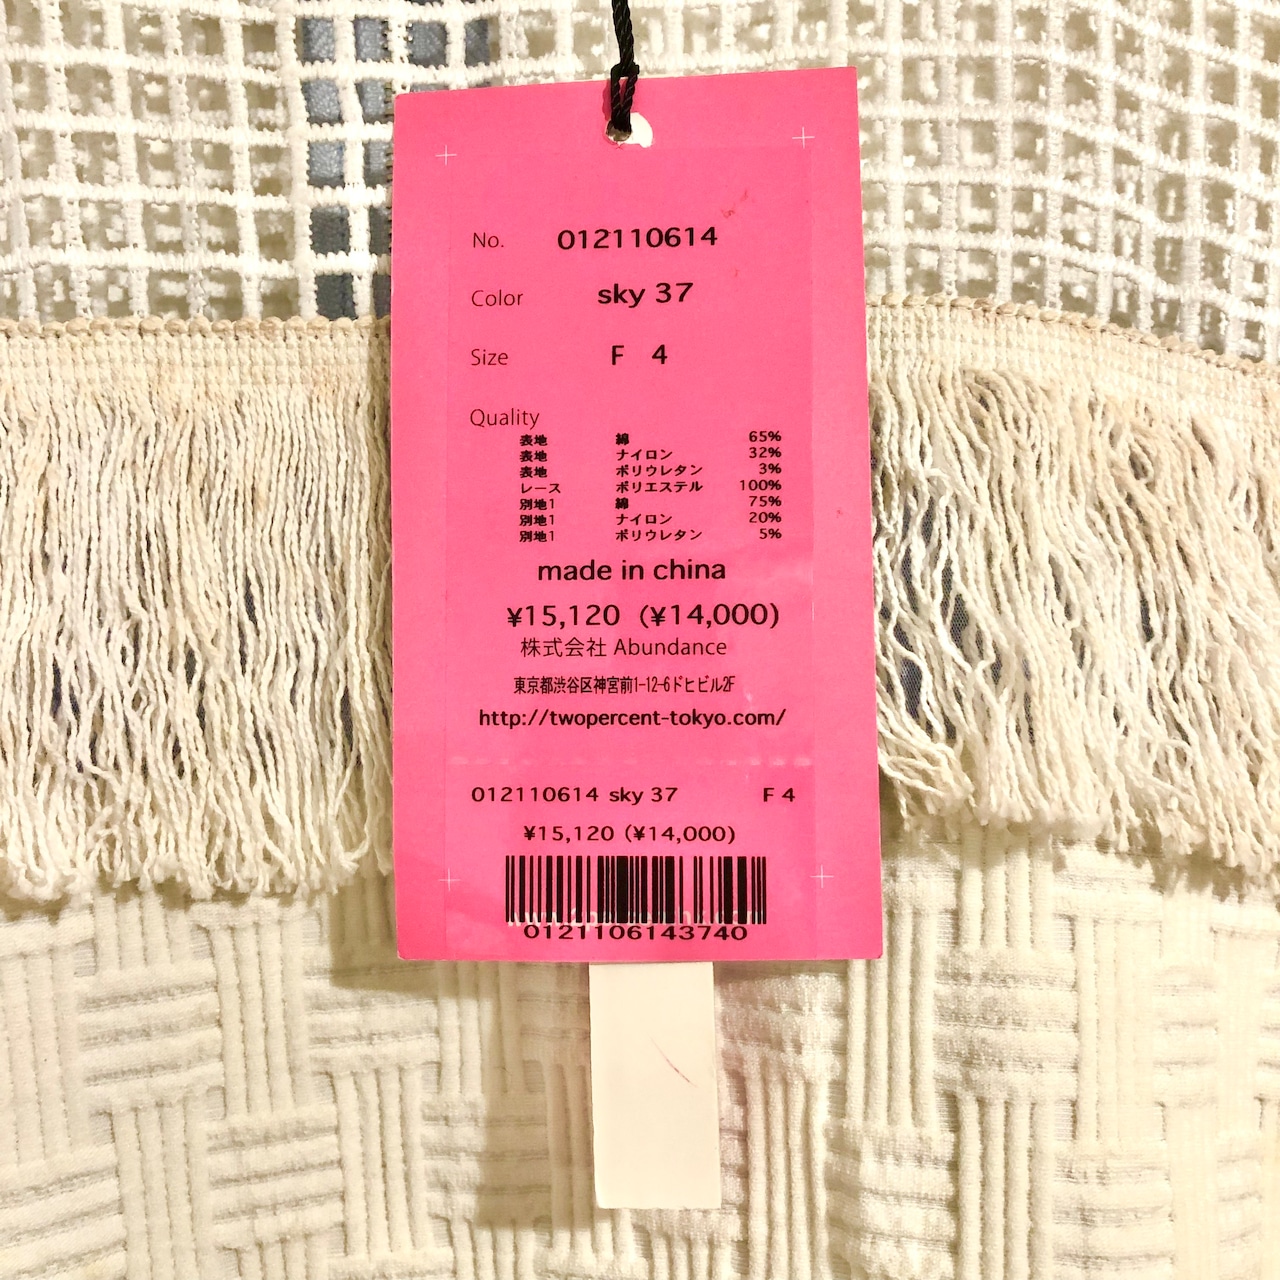 No. 012110614
Color sky 37
Size F 4
Quality
表地 綿 65%
表地 ナイロン 32%
表地 ポリウレタン 3%
レース ポリエステル 100%
別地1 綿 75%
別地1 ナイロン 20%
別地1 ポリウレタン 5%
made in china
¥15,120 (¥14,000)
株式会社 Abundance
東京都渋谷区神宮前1-12-6ドヒビル2F
http://twopercent-tokyo.com/
012110614 sky 37 F 4
¥15,120 (¥14,000)
0121106143740